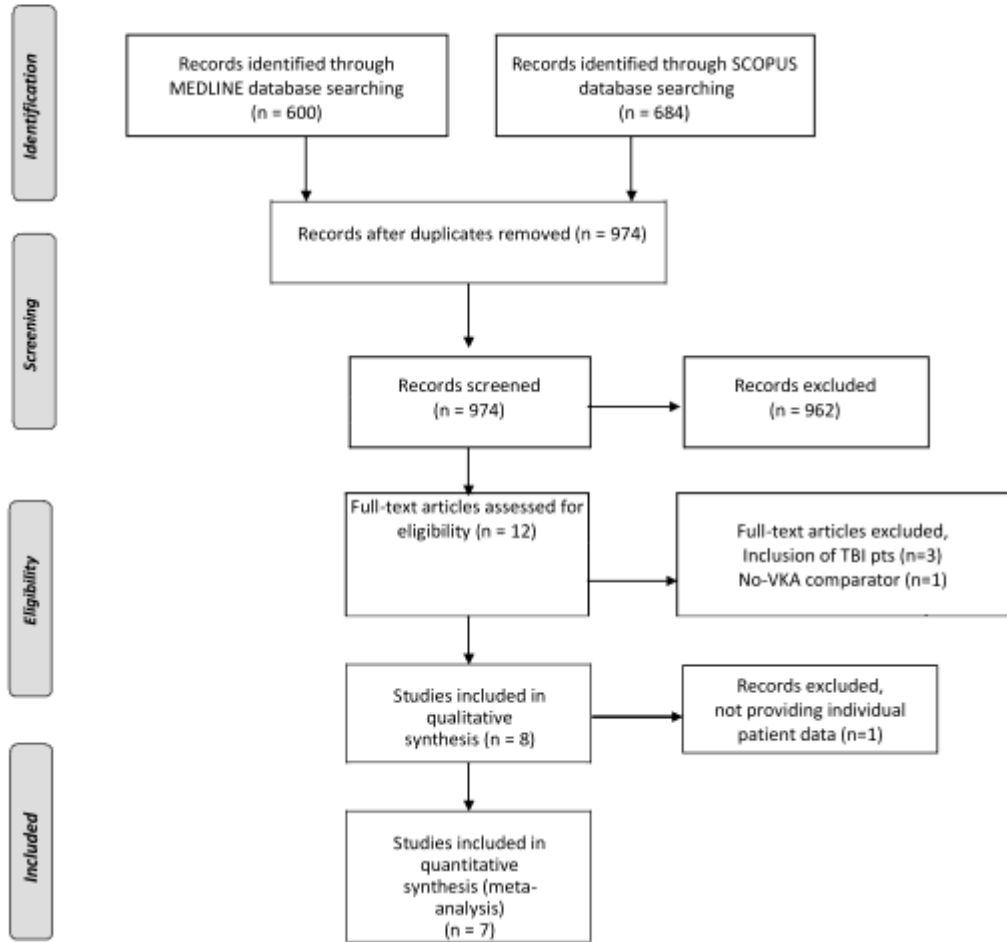 Identification
Records identified through
MEDLINE database searching
(n = 600)
Records identified through SCOPUS
database searching
(n = 684)
Records after duplicates removed (n = 974)
Screening
Records screened
(n = 974)
Records excluded
(n = 962)
Eligibility
Full-text articles assessed for
eligibility (n = 12)
Full-text articles excluded,
Inclusion of TBI pts (n=3)
No-VKA comparator (n=1)
Studies included in
qualitative
synthesis (n = 8)
Records excluded,
not providing individual
patient data (n=1)
Included
Studies included in
quantitative
synthesis (meta-
analysis)
(n = 7)